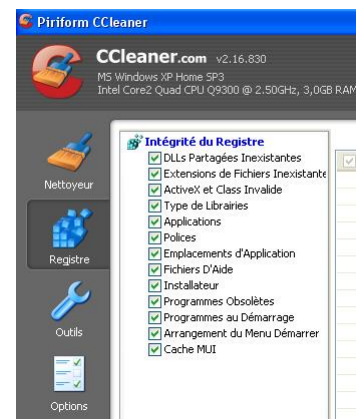 Piriform CCleaner
CCleaner.com v2.16.830
MS Windows XP Home SP3
Intel Core2 Quad CPU Q9300 @ 2.50GHz, 3,0GB RAM
Nettoyeur
Registre
Outils
Options
Intégrité du Registre
DLLs Partagées Inexistantes
Extensions de Fichiers Inexistante
ActiveX et Class Invalide
Type de Librairies
Applications
Polices
Emplacements d'Application
Fichiers D'Aide
Installateur
Programmes Obsolètes
Programmes au Démarrage
Arrangement du Menu Démarrer
Cache MUI